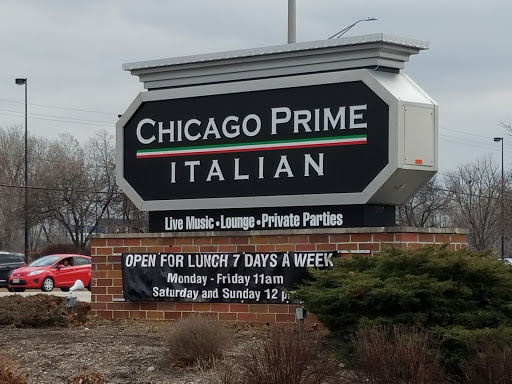 CHICAGO PRIME
ITALIAN
Live Music • Lounge • Private Parties
OPEN FOR LUNCH 7 DAYS A WEEK
Monday - Friday 11am
Saturday and Sunday 12 p